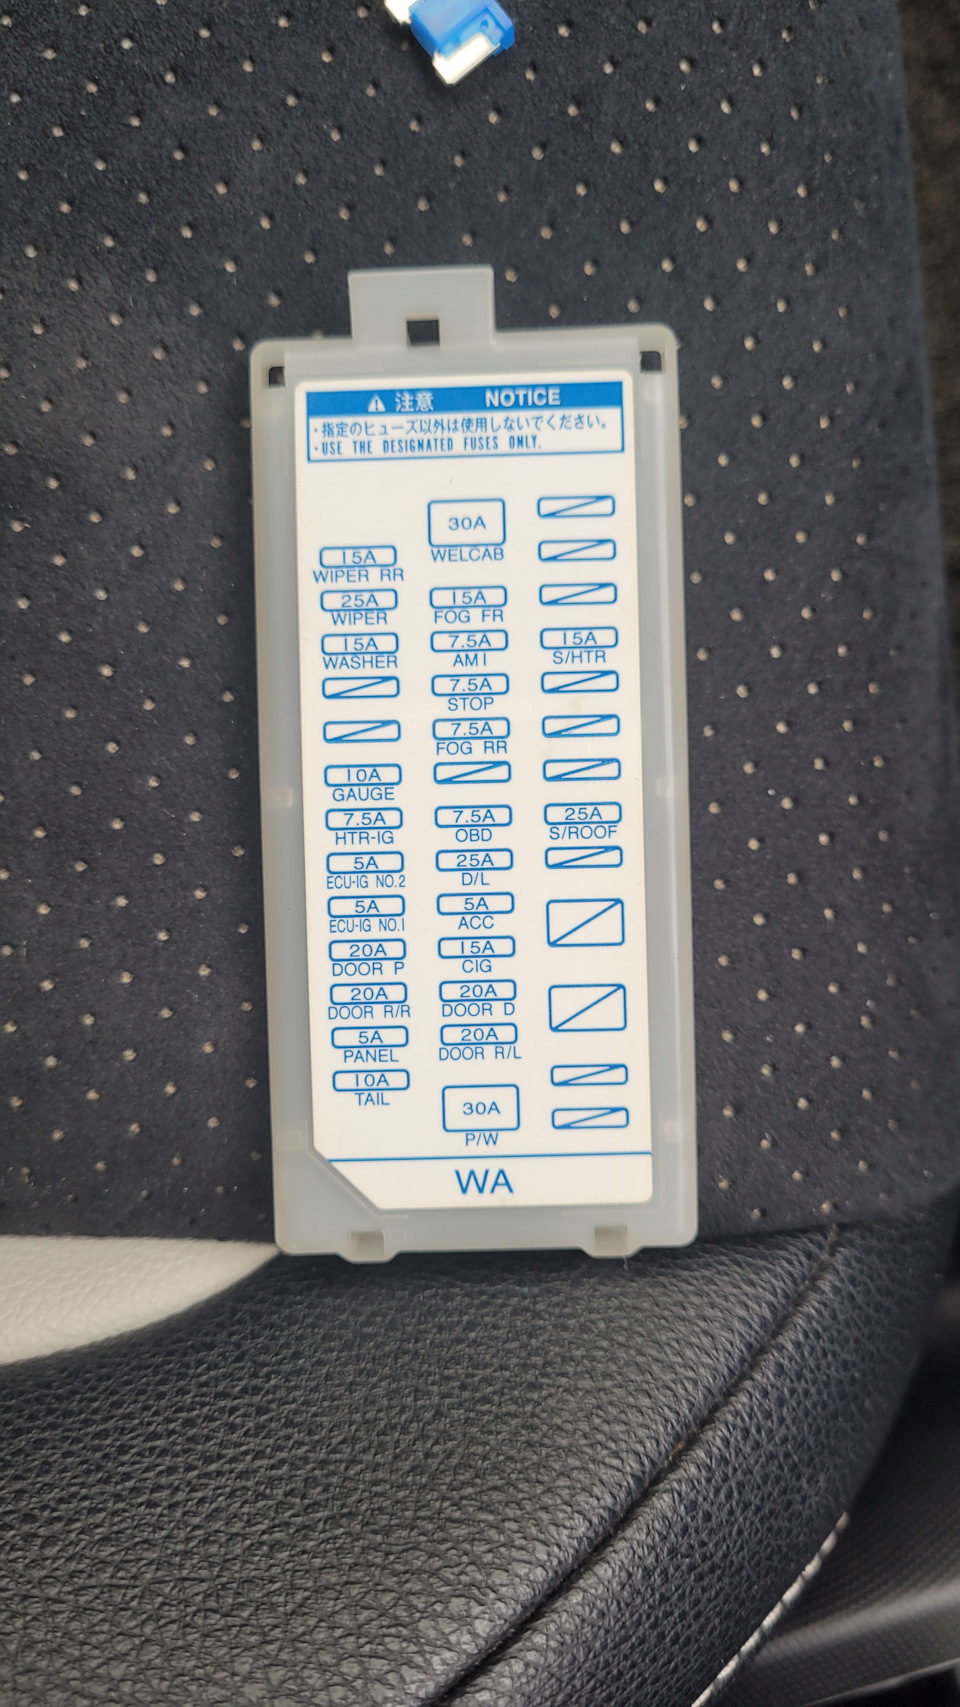 注意 NOTICE
・指定のヒューズ以外は使用しないでください。
・USE THE DESIGNATED FUSES ONLY.
15A
WIPER RR
25A
WIPER
15A
WASHER
10A
GAUGE
7.5A
HTR-IG
5A
ECU-IG NO.2
5A
ECU-IG NO.1
20A
DOOR P
20A
DOOR R/R
5A
PANEL
10A
TAIL
30A
WELCAB
15A
FOG FR
7.5A
AM1
7.5A
STOP
7.5A
FOG RR
7.5A
OBD
25A
D/L
5A
ACC
15A
CIG
20A
DOOR D
20A
DOOR R/L
30A
P/W
15A
S/HTR
25A
S/ROOF
WA